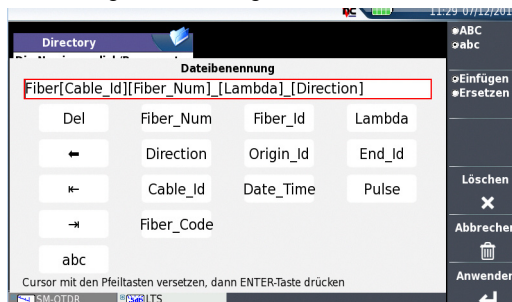 11:29 07/12/201
Directory
ABC
abc
Dateibenennung
Einfügen
Ersetzen
Fiber[Cable_Id][Fiber_Num]_[Lambda]_[Direction]
Del Fiber_Num Fiber_Id Lambda
Direction Origin_Id End_Id
Cable_Id Date_Time Pulse
Löschen
Fiber_Code
Abbrechen
abc
Cursor mit den Pfeiltasten versetzen, dann ENTER-Taste drücken
Anwenden
SM-OTDR LTS